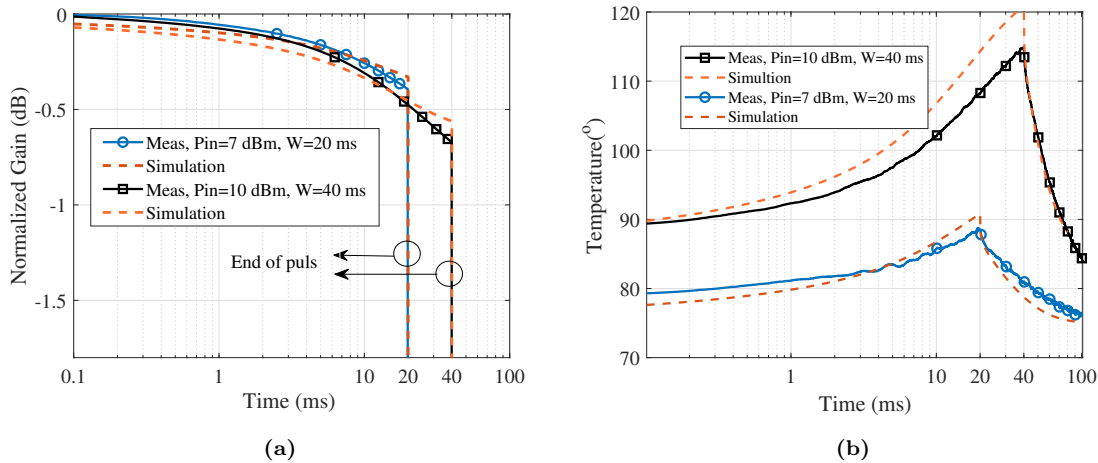 0
-0.5
-1
-1.5
Normalized Gain (dB)
Meas, Pin=7 dBm, W=20 ms
Simulation
Meas, Pin=10 dBm, W=40 ms
Simulation
End of puls
0.1
1
10
20
40
100
Time (ms)
(a)
120
110
100
90
80
70
Temperature(°)
Meas, Pin=10 dBm, W=40 ms
Simultion
Meas, Pin=7 dBm, W=20 ms
Simulation
1
10
20
40
100
Time (ms)
(b)